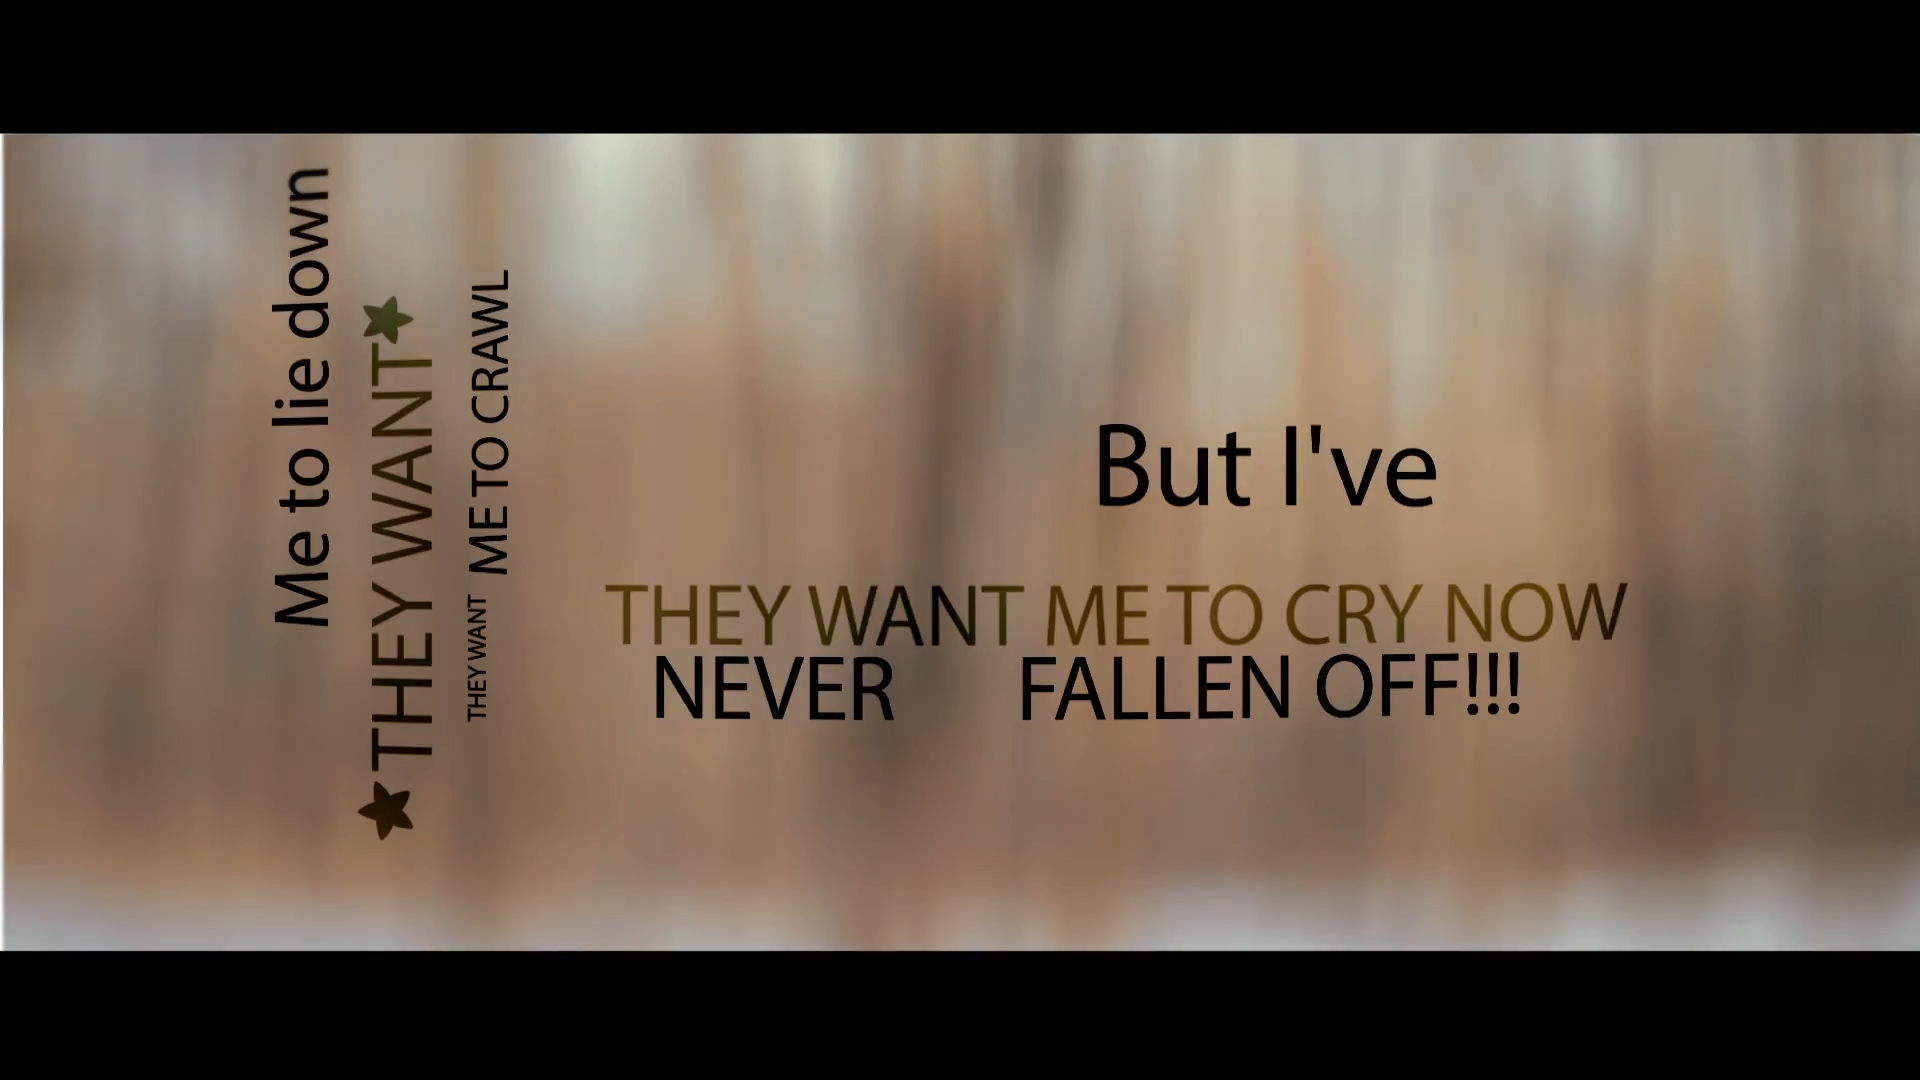 Me to lie down
THEY WANT
THEY WANT ME TO CRAWL
But I've
THEY WANT ME TO CRY NOW
NEVER FALLEN OFF!!!